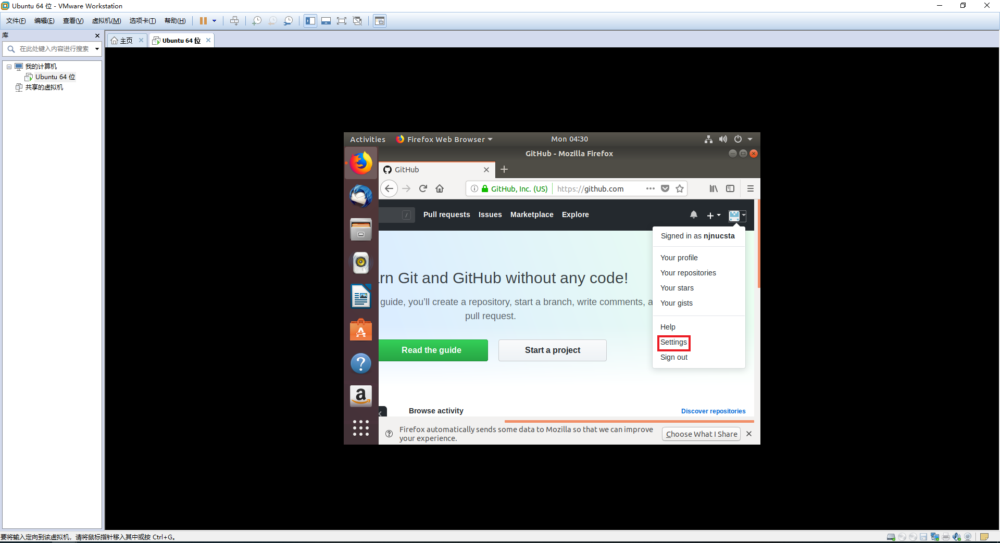 Ubuntu 64 位 - VMware Workstation
文件(F) 编辑(E) 查看(V) 虚拟机(M) 选项卡(T) 帮助(H)
库
主页
Ubuntu 64 位
在此处键入内容进行搜索
我的计算机
Ubuntu 64 位
共享的虚拟机
Activities Firefox Web Browser Mon 04:30
GitHub - Mozilla Firefox
GitHub
GitHub, Inc. (US) https://github.com
/ Pull requests Issues Marketplace Explore
Signed in as njnucsta
Your profile
Your repositories
Your stars
Your gists
Help
Settings
Sign out
rn Git and GitHub without any code!
guide, you'll create a repository, start a branch, write comments, a
pull request.
Read the guide Start a project
Browse activity Discover repositories
Firefox automatically sends some data to Mozilla so that we can improve
your experience.
Choose What I Share
要将输入定向到该虚拟机，请将鼠标指针移入其中或按 Ctrl+G。